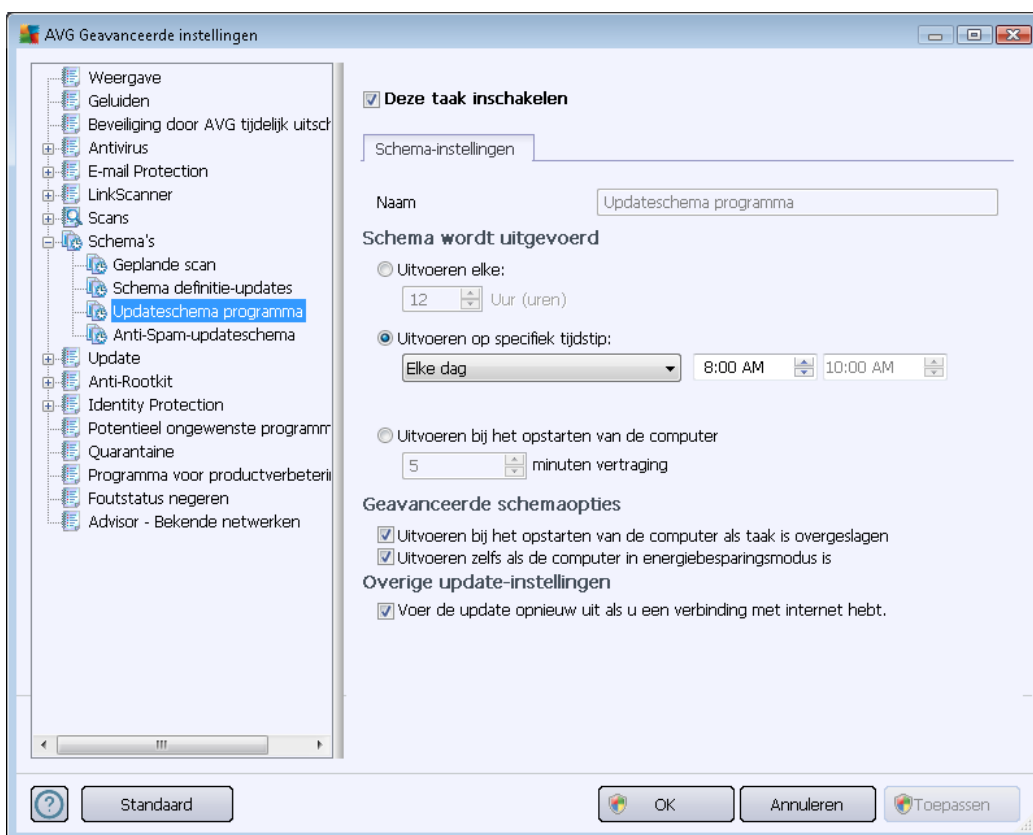 AVG Geavanceerde instellingen
Weergave
Geluiden
Beveiliging door AVG tijdelijk uitsch
Antivirus
E-mail Protection
LinkScanner
Scans
Schema's
Geplande scan
Schema definitie-updates
Updateschema programma
Anti-Spam-updateschema
Update
Anti-Rootkit
Identity Protection
Potentieel ongewenste programm
Quarantaine
Programma voor productverbeterin
Foutstatus negeren
Advisor - Bekende netwerken
Deze taak inschakelen
Schema-instellingen
Naam Updateschema programma
Schema wordt uitgevoerd
Uitvoeren elke:
12 Uur (uren)
Uitvoeren op specifiek tijdstip:
Elke dag 8:00 AM 10:00 AM
Uitvoeren bij het opstarten van de computer
5 minuten vertraging
Geavanceerde schemaopties
Uitvoeren bij het opstarten van de computer als taak is overgeslagen
Uitvoeren zelfs als de computer in energiebesparingsmodus is
Overige update-instellingen
Voer de update opnieuw uit als u een verbinding met internet hebt.
? Standaard OK Annuleren Toepassen